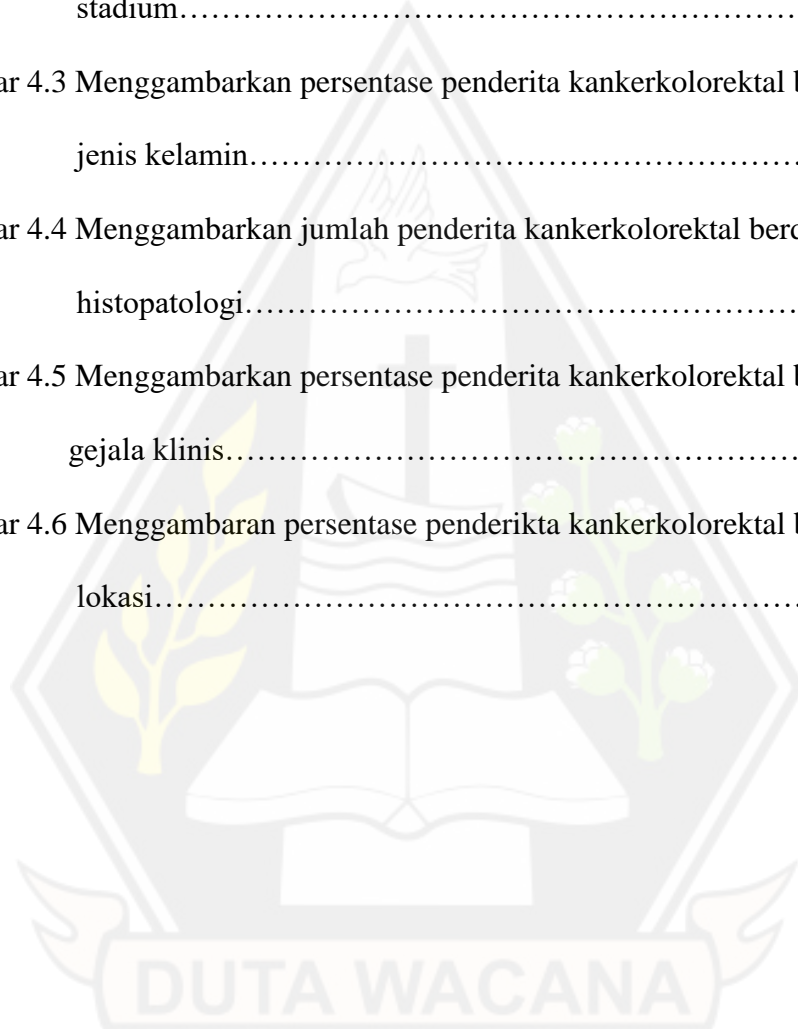 stadium……………………………………………………
ar 4.3 Menggambarkan persentase penderita kankerkolorektal b
jenis kelamin……………………………………………
ar 4.4 Menggambarkan jumlah penderita kankerkolorektal berd
histopatologi……………………………………………
ar 4.5 Menggambarkan persentase penderita kankerkolorektal b
gejala klinis………………………………………………
ar 4.6 Menggambaran persentase penderikta kankerkolorektal b
lokasi………………………………………………………
DUTA WACANA